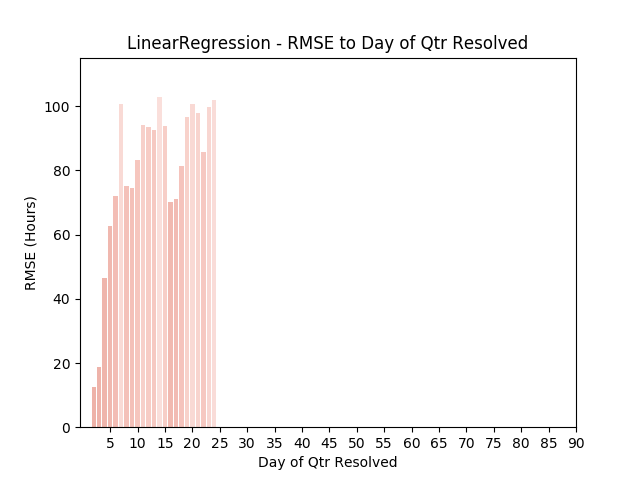 LinearRegression - RMSE to Day of Qtr Resolved
RMSE (Hours)
100
80
60
40
20
0
5 10 15 20 25 30 35 40 45 50 55 60 65 70 75 80 85 90
Day of Qtr Resolved